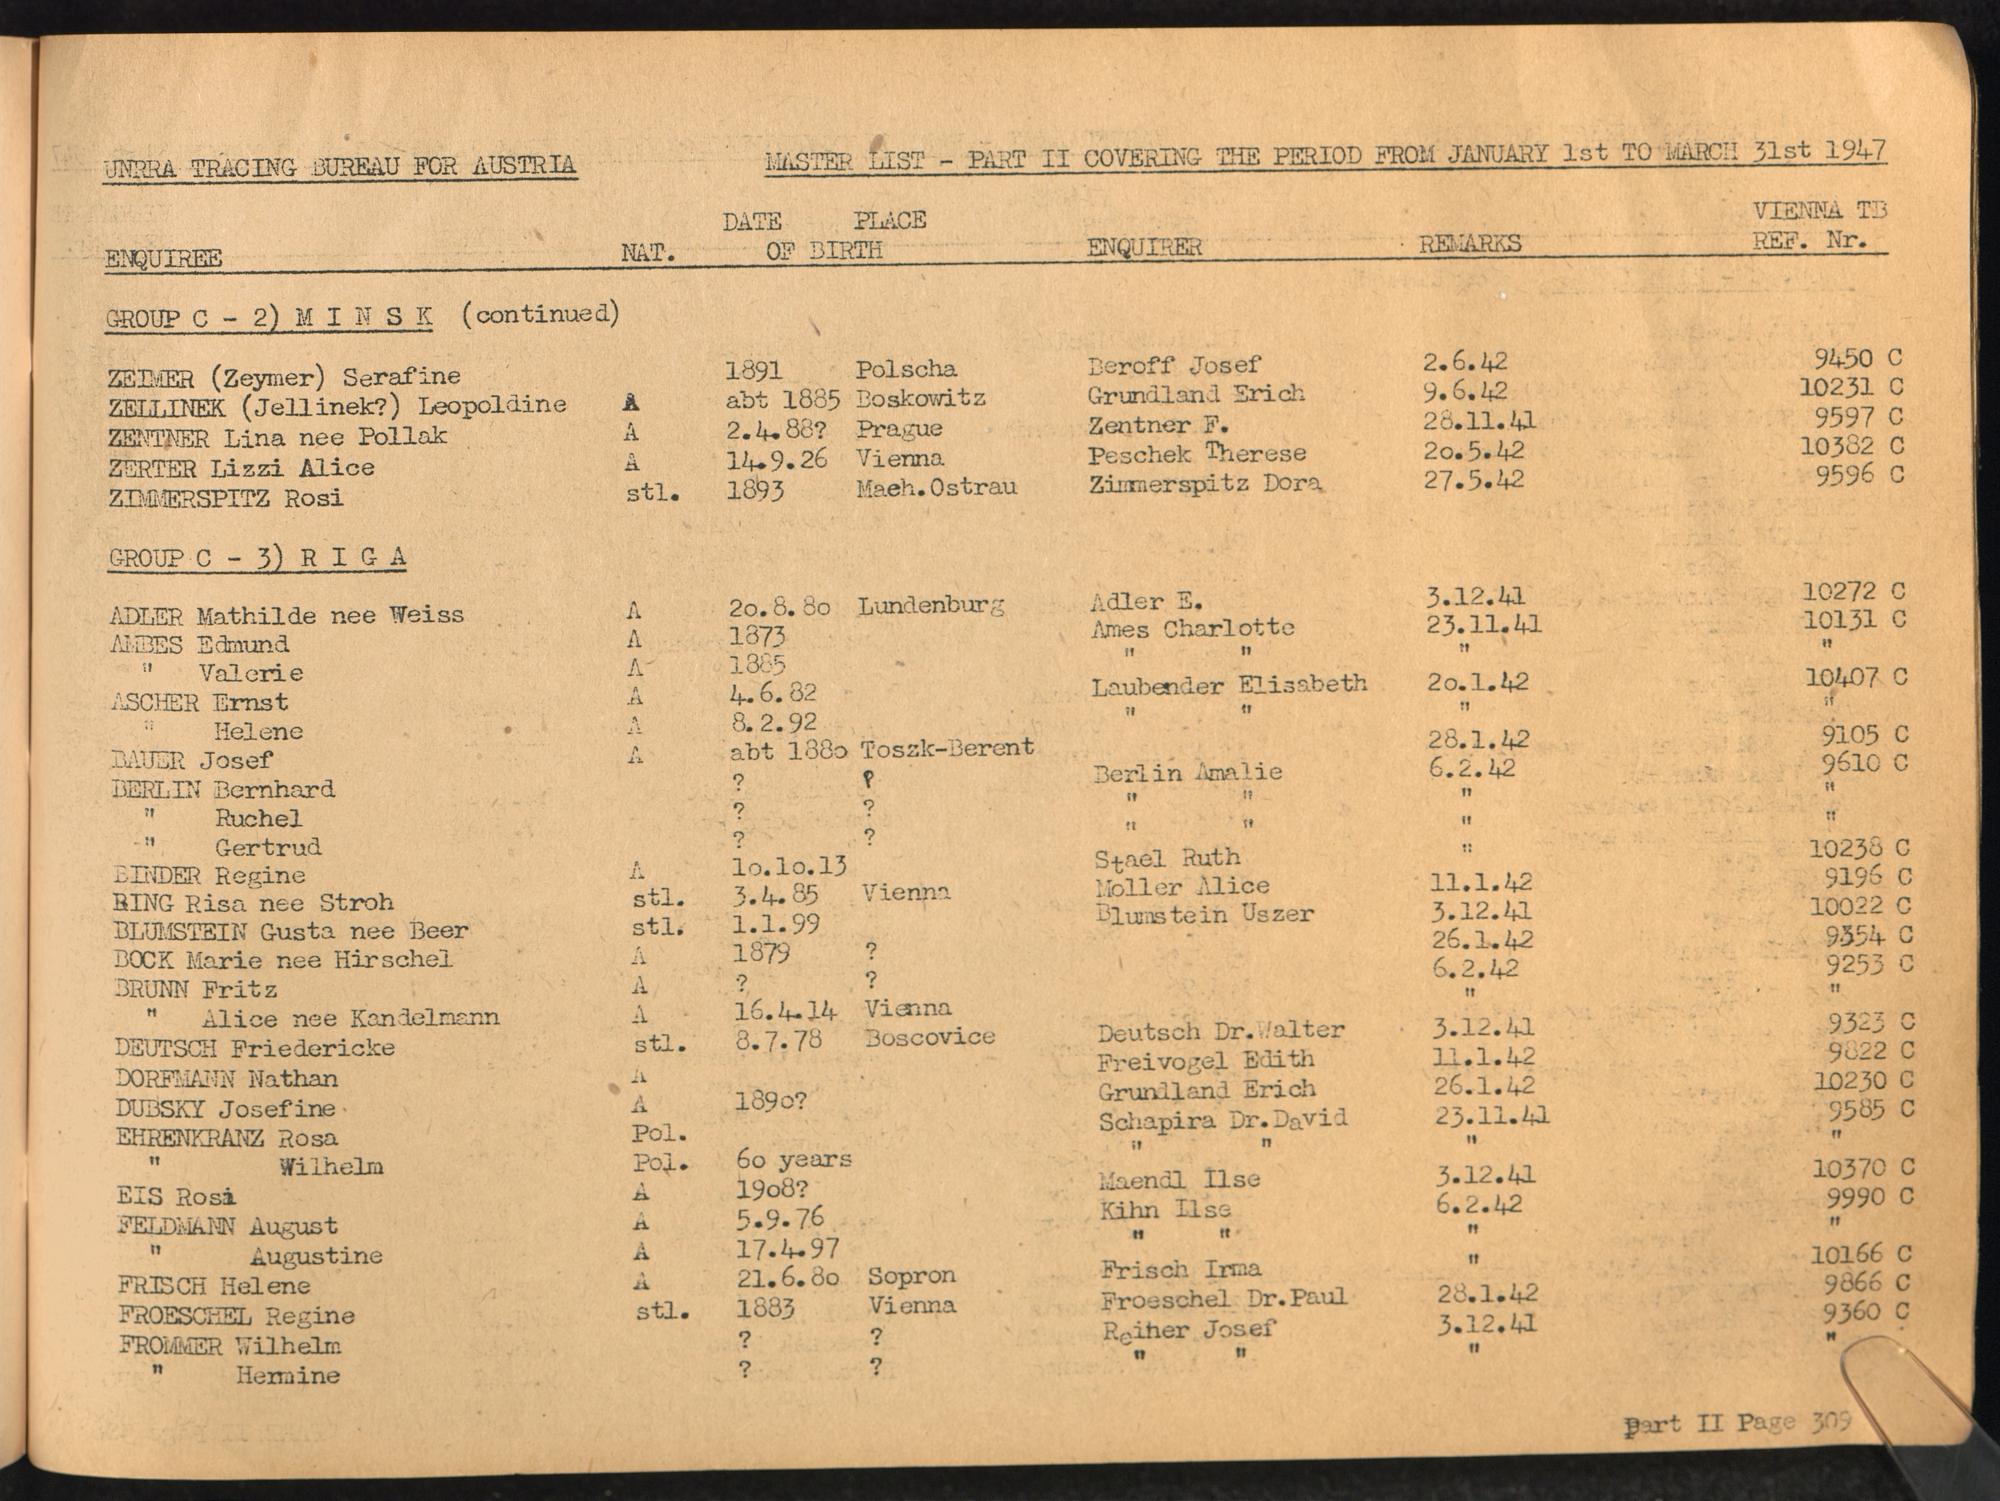 UNRRA TRACING BUREAU FOR AUSTRIA MASTER LIST - PART II COVERING THE PERIOD FROM JANUARY 1st TO MARCH 31st 1947
DATE PLACE VIENNA TB
ENQUIREE NAT. OF BIRTH ENQUIRER REMARKS REF. Nr.
GROUP C - 2) M I N S K (continued)
ZEIMER (Zeymer) Serafine 1891 Polscha Beroff Josef 2.6.42 9450 C
ZELLINEK (Jellinek?) Leopoldine A abt 1885 Boskowitz Grundland Erich 9.6.42 10231 C
ZENTNER Lina nee Pollak A 2.4.88? Prague Zentner F. 28.11.41 9597 C
ZERTER Lizzi Alice A 14.9.26 Vienna Peschek Therese 2o.5.42 10382 C
ZIMMERSPITZ Rosi stl. 1893 Maeh.Ostrau Zimmerspitz Dora 27.5.42 9596 C
GROUP C - 3) R I G A
ADLER Mathilde nee Weiss A 2o.8.8o Lundenburg Adler E. 3.12.41 10272 C
AMBES Edmund A 1873 Ames Charlotte 23.11.41 10131 C
" Valerie A 1885 " " " "
ASCHER Ernst A 4.6.82 Laubender Elisabeth 2o.1.42 10407 C
" Helene A 8.2.92 " " " "
BAUER Josef A abt 188o Toszk-Berent 28.1.42 9105 C
BERLIN Bernhard ? ? Berlin Amalie 6.2.42 9610 C
" Ruchel ? ? " " " "
" Gertrud ? ? " " " "
BINDER Regine A 1o.1o.13 Stael Ruth " 10238 C
BING Risa nee Stroh stl. 3.4.85 Vienna Moller Alice 11.1.42 9196 C
BLUMSTEIN Gusta nee Beer stl. 1.1.99 Blumstein Uszer 3.12.41 10022 C
BOCK Marie nee Hirschel A 1879 ? 26.1.42 9354 C
BRUNN Fritz A ? ? 6.2.42 9253 C
" Alice nee Kandelmann A 16.4.14 Vienna " "
DEUTSCH Friedericke stl. 8.7.78 Boscovice Deutsch Dr.Walter 3.12.41 9323 C
DORFMANN Nathan A Freivogel Edith 11.1.42 9822 C
DUBSKY Josefine A 189o? Grundland Erich 26.1.42 10230 C
EHRENKRANZ Rosa Pol. Schapira Dr.David 23.11.41 9585 C
" Wilhelm Pol. 6o years " " " "
EIS Rosi A 19o8? Maendl Ilse 3.12.41 10370 C
FELDMANN August A 5.9.76 Kihn Ilse 6.2.42 9990 C
" Augustine A 17.4.97 " " " "
FRISCH Helene A 21.6.8o Sopron Frisch Irma " 10166 C
FROESCHEL Regine stl. 1883 Vienna Froeschel Dr.Paul 28.1.42 9866 C
FROMMER Wilhelm ? ? Reiher Josef 3.12.41 9360 C
" Hermine ? ? " " " "
Part II Page 309